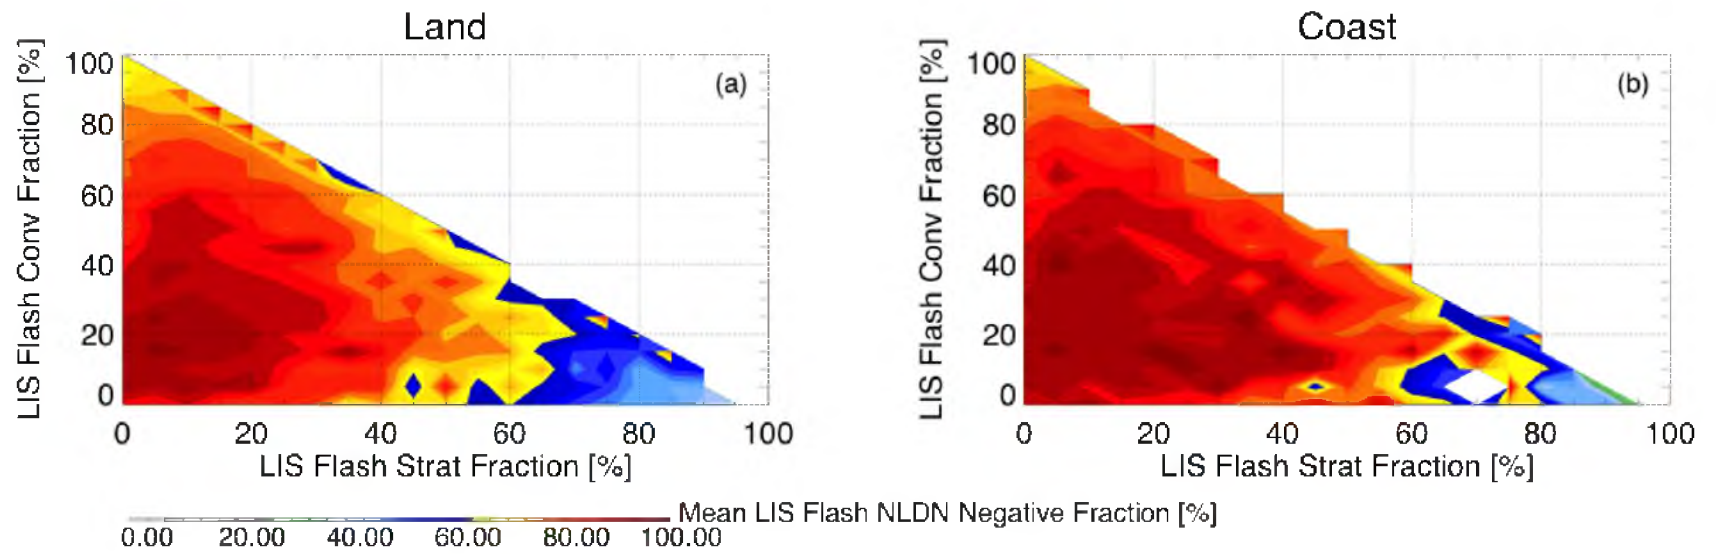 Land
Coast
LIS Flash Conv Fraction [%]
100
80
60
40
20
0
(a)
0 20 40 60 80 100
LIS Flash Strat Fraction [%]
LIS Flash Conv Fraction [%]
100
80
60
40
20
0
(b)
0 20 40 60 80 100
LIS Flash Strat Fraction [%]
Mean LIS Flash NLDN Negative Fraction [%]
0.00 20.00 40.00 60.00 80.00 100.00